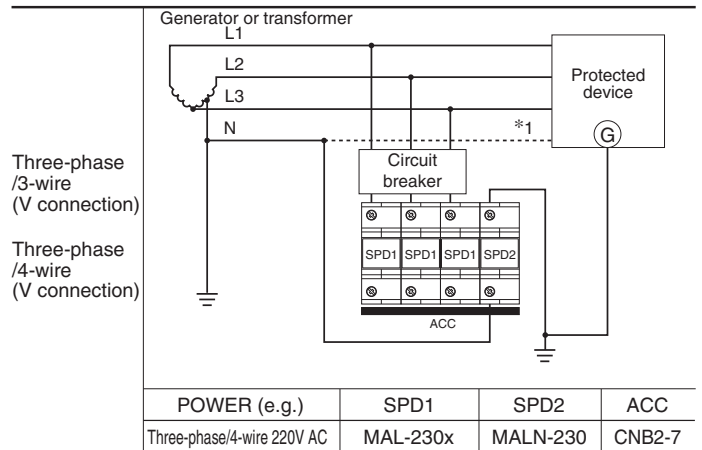 Generator or transformer
L1
L2
L3
N
*1
Protected
device
G
Circuit
breaker
Three-phase
/3-wire
(V connection)
Three-phase
/4-wire
(V connection)
SPD1 SPD1 SPD1 SPD2
ACC
POWER (e.g.) SPD1 SPD2 ACC
Three-phase/4-wire 220V AC MAL-230x MALN-230 CNB2-7